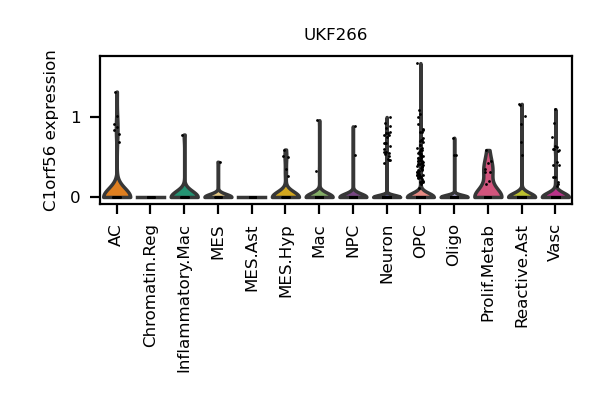 UKF266
C1orf56 expression
1
0
AC
Chromatin.Reg
Inflammatory.Mac
MES
MES.Ast
MES.Hyp
Mac
NPC
Neuron
OPC
Oligo
Prolif.Metab
Reactive.Ast
Vasc